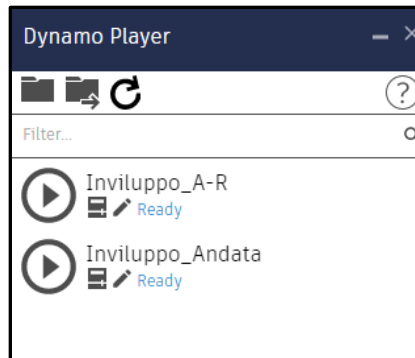 Dynamo Player
?
Filter...
Inviluppo_A-R
Ready
Inviluppo_Andata
Ready